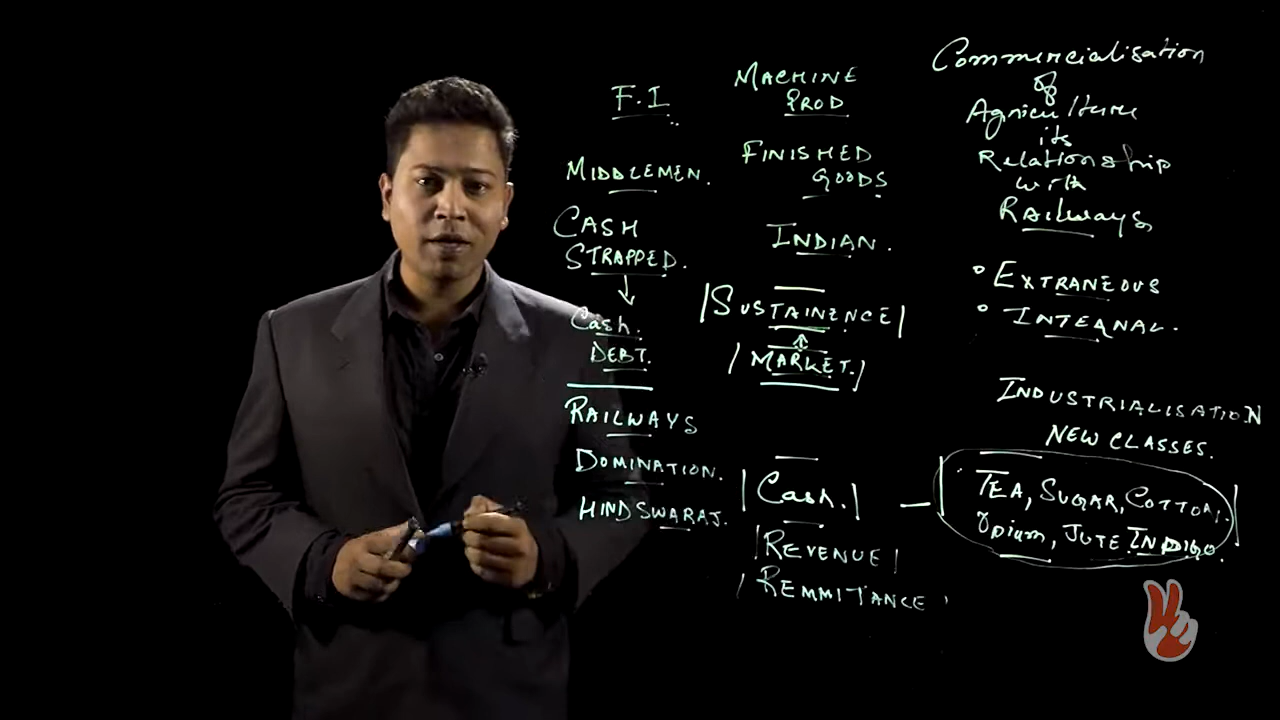 F.I
MIDDLEMEN.
CASH
STRAPPED.
Cash.
DEBT.
RAILWAYS
DOMINATION.
HIND SWARAJ.
MACHINE
PROD
FINISHED
GOODS
INDIAN.
SUSTAINENCE
MARKET.
Cash.
REVENUE
REMMITANCE
Commercialisation
of
Agriculture
its
Relationship
with
Railways
EXTRANEOUS
INTERNAL.
INDUSTRIALISATION
NEW CLASSES.
TEA, SUGAR, COTTON,
Opium, JUTE INDIGO.